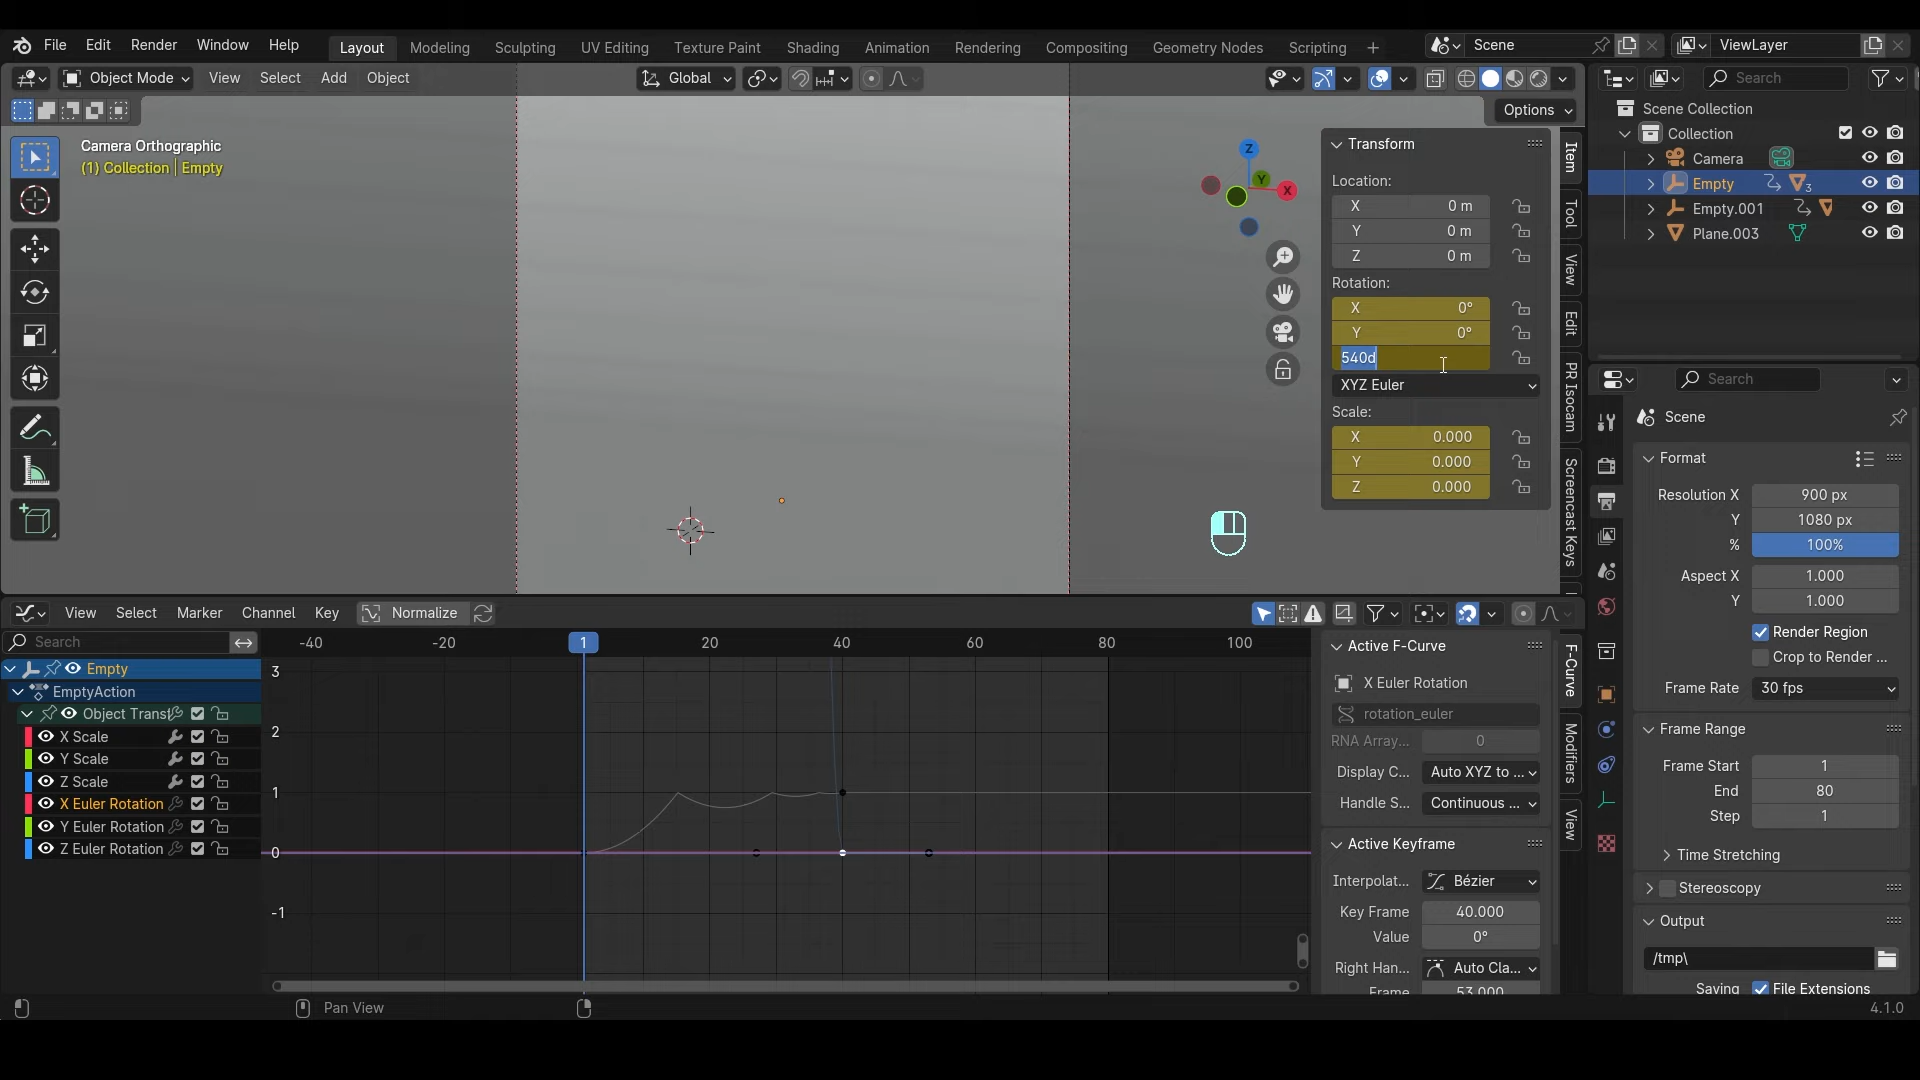 File Edit Render Window Help Layout Modeling Sculpting UV Editing Texture Paint Shading Animation Rendering Compositing Geometry Nodes Scripting + Scene ViewLayer
Object Mode View Select Add Object Global Search
Options
Camera Orthographic
(1) Collection | Empty
Z
Y
X
Transform
Location:
X 0 m
Y 0 m
Z 0 m
Rotation:
X 0°
Y 0°
540d
XYZ Euler
Scale:
X 0.000
Y 0.000
Z 0.000
Item
Tool
View
Edit
PR Isocam
Screencast Keys
Scene Collection
Collection
Camera
Empty 3
Empty.001
Plane.003
Search
Scene
Format
Resolution X 900 px
Y 1080 px
% 100%
Aspect X 1.000
Y 1.000
Render Region
Crop to Render ...
Frame Rate 30 fps
Frame Range
Frame Start 1
End 80
Step 1
Time Stretching
Stereoscopy
Output
/tmp\
Saving File Extensions
View Select Marker Channel Key Normalize
Search
-40 -20 1 20 40 60 80 100
Empty
EmptyAction
Object Transf
X Scale
Y Scale
Z Scale
X Euler Rotation
Y Euler Rotation
Z Euler Rotation
3
2
1
0
-1
Active F-Curve
X Euler Rotation
rotation_euler
RNA Array... 0
Display C... Auto XYZ to ...
Handle S... Continuous ...
Active Keyframe
Interpolat... Bézier
Key Frame 40.000
Value 0°
Right Han... Auto Cla...
Frame 53.000
F-Curve
Modifiers
View
Pan View
4.1.0